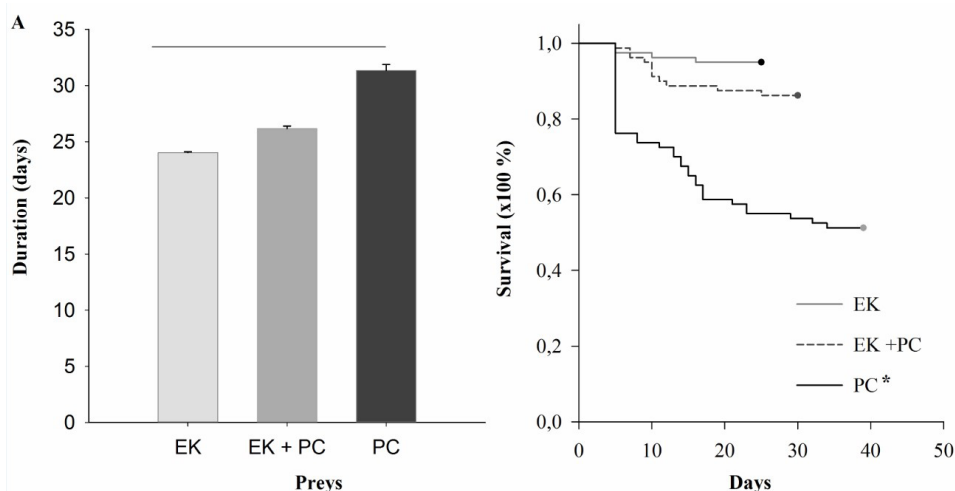 A
35
30
25
20
15
10
5
0
Duration (days)
EK
EK + PC
PC
Preys
1,0
0,8
0,6
0,4
0,2
0,0
Survival (x100 %)
EK
EK +PC
PC *
0
10
20
30
40
50
Days